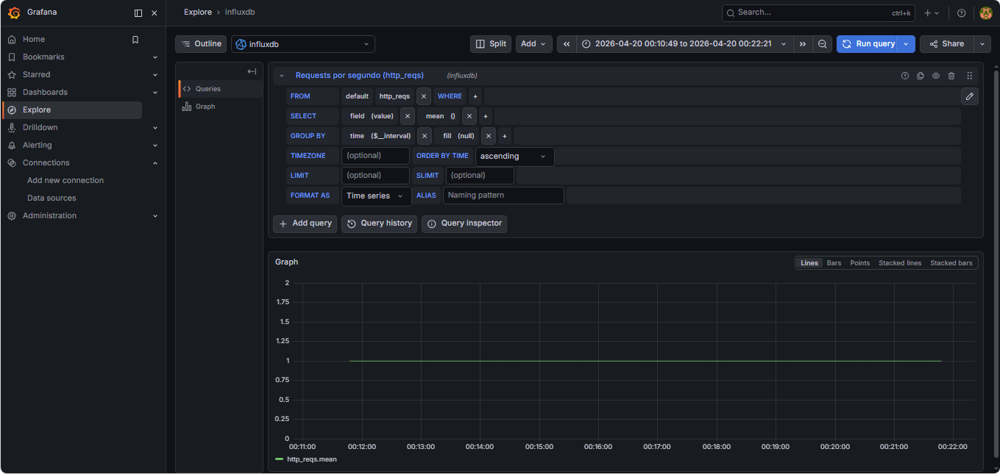 Grafana
Explore › influxdb
Search...
ctrl+k
Home
Bookmarks
Starred
Dashboards
Explore
Drilldown
Alerting
Connections
Add new connection
Data sources
Administration
Outline
influxdb
Split
Add
2026-04-20 00:10:49 to 2026-04-20 00:22:21
Run query
Share
Queries
Graph
Requests por segundo (http_reqs) (influxdb)
FROM default http_reqs WHERE +
SELECT field (value) mean () +
GROUP BY time ($__interval) fill (null) +
TIMEZONE (optional) ORDER BY TIME ascending
LIMIT (optional) SLIMIT (optional)
FORMAT AS Time series ALIAS Naming pattern
+ Add query
Query history
Query inspector
Graph
Lines Bars Points Stacked lines Stacked bars
2
1.75
1.5
1.25
1
0.75
0.5
0.25
0
00:11:00 00:12:00 00:13:00 00:14:00 00:15:00 00:16:00 00:17:00 00:18:00 00:19:00 00:20:00 00:21:00 00:22:00
http_reqs.mean